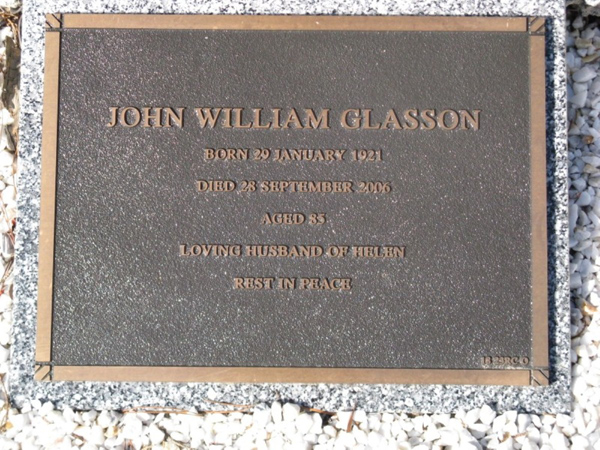 JOHN WILLIAM GLASSON
BORN 29 JANUARY 1921
DIED 28 SEPTEMBER 2006
AGED 85
LOVING HUSBAND OF HELEN
REST IN PEACE